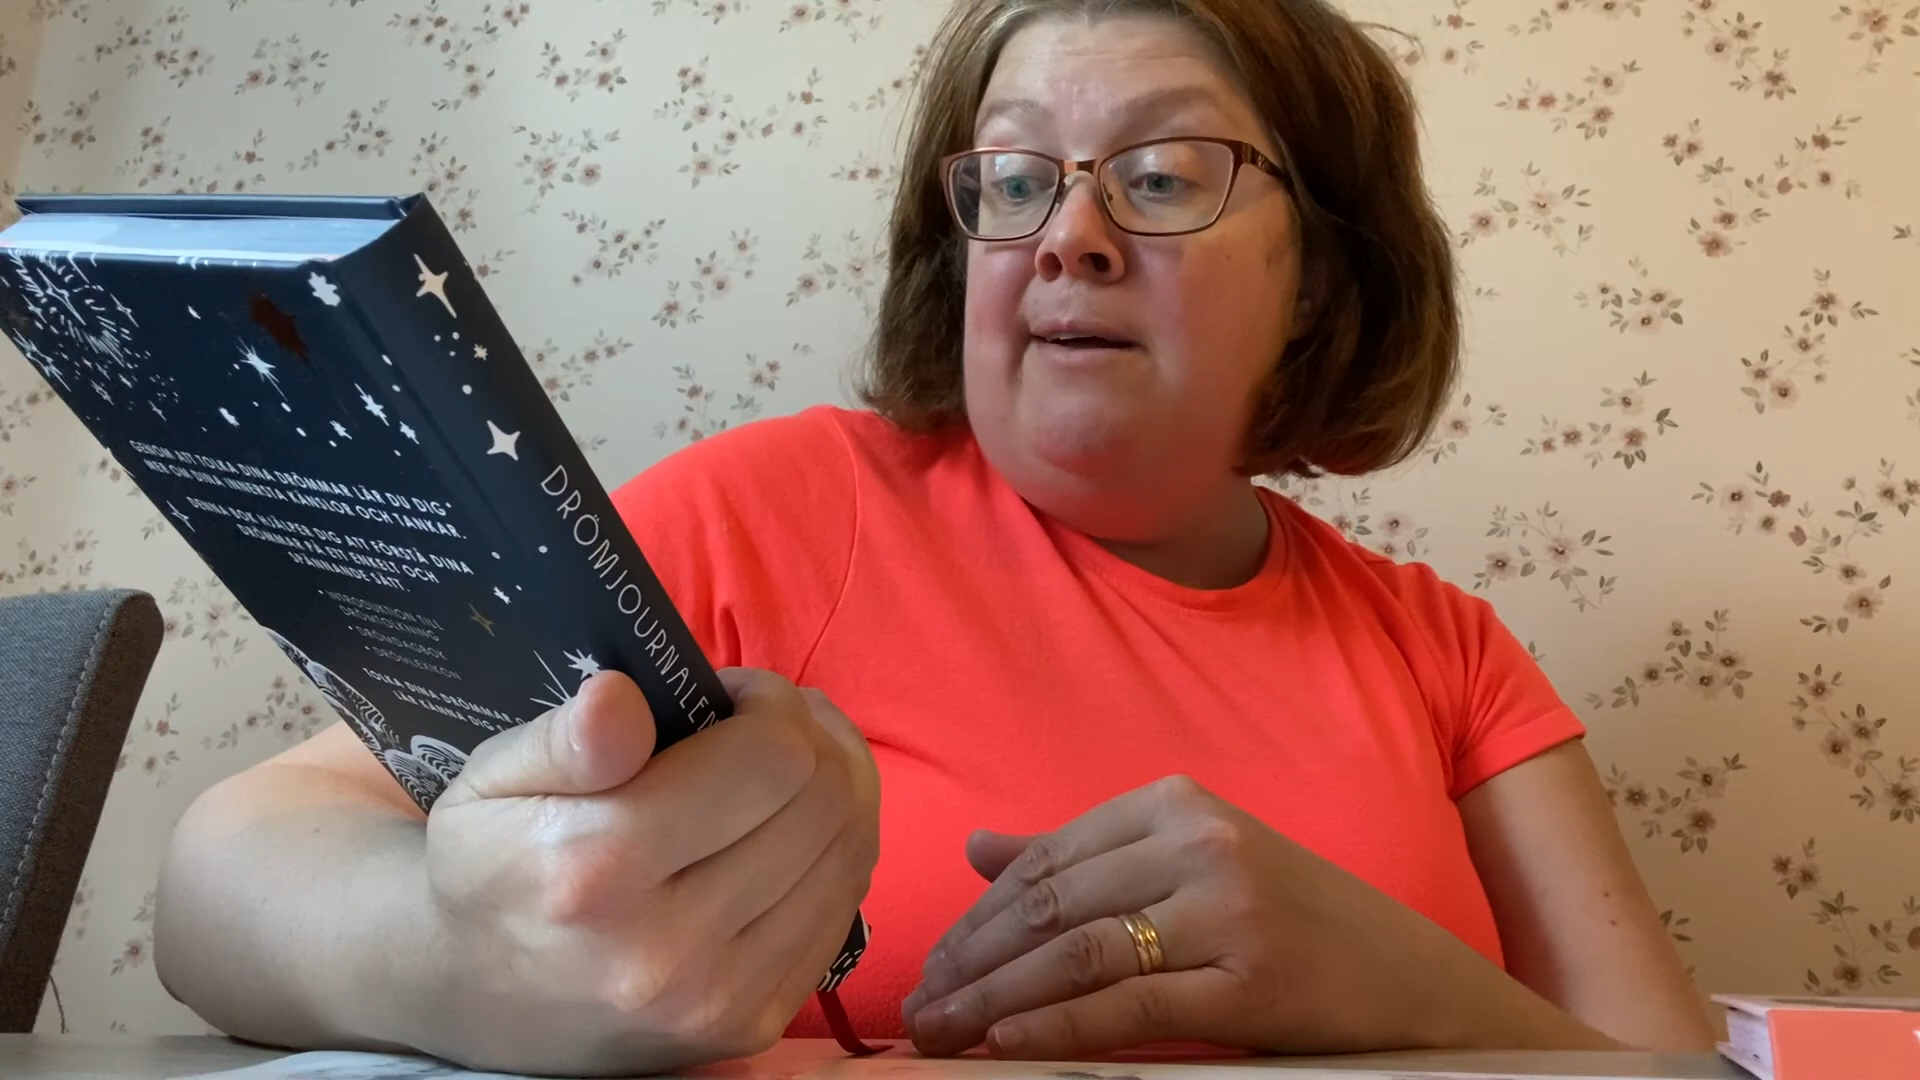 GENOM ATT TOLKA DINA DRÖMMAR LÄR DU DIG
MER OM DINA INNERSTA KÄNSLOR OCH TANKAR.
DENNA BOK HJÄLPER DIG ATT FÖRSTÅ DINA
DRÖMMAR PÅ ETT ENKELT OCH
SPÄNNANDE SÄTT.
• INTRODUKTION TILL
DRÖMTOLKNING
• DRÖMDAGBOK
• DRÖMLEXIKON
TOLKA DINA DRÖMMAR
LÄR KÄNNA DIG
DRÖMJOURNALEN